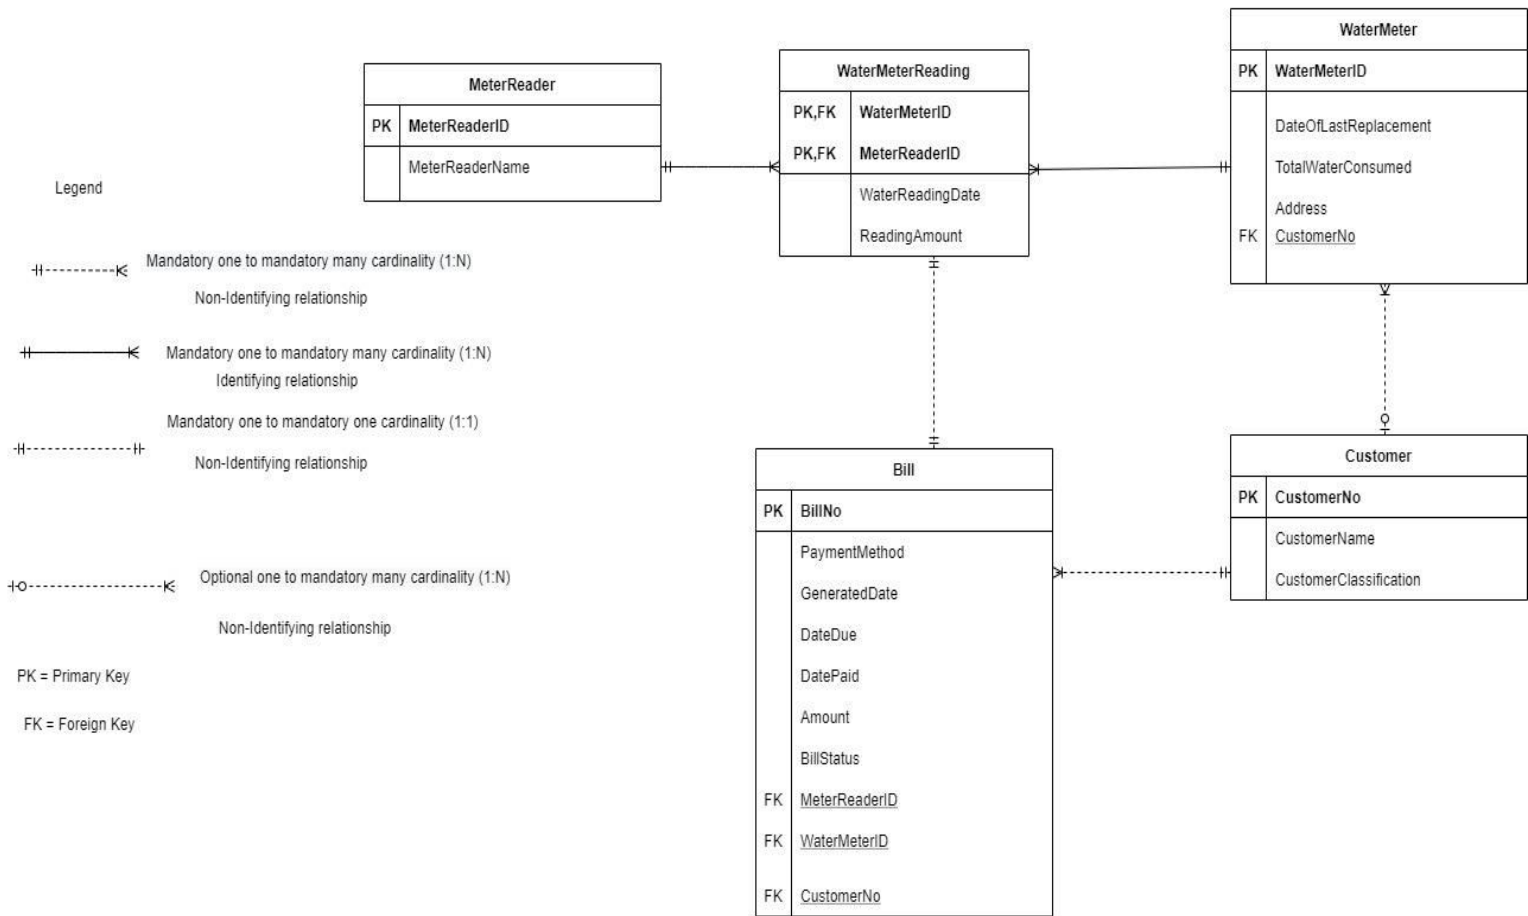 Legend
Mandatory one to mandatory many cardinality (1:N)
Non-Identifying relationship
Mandatory one to mandatory many cardinality (1:N)
Identifying relationship
Mandatory one to mandatory one cardinality (1:1)
Non-Identifying relationship
Optional one to mandatory many cardinality (1:N)
Non-Identifying relationship
PK = Primary Key
FK = Foreign Key
MeterReader
PK MeterReaderID
MeterReaderName
WaterMeterReading
PK,FK WaterMeterID
PK,FK MeterReaderID
WaterReadingDate
ReadingAmount
WaterMeter
PK WaterMeterID
DateOfLastReplacement
TotalWaterConsumed
Address
FK CustomerNo
Bill
PK BillNo
PaymentMethod
GeneratedDate
DateDue
DatePaid
Amount
BillStatus
FK MeterReaderID
FK WaterMeterID
FK CustomerNo
Customer
PK CustomerNo
CustomerName
CustomerClassification